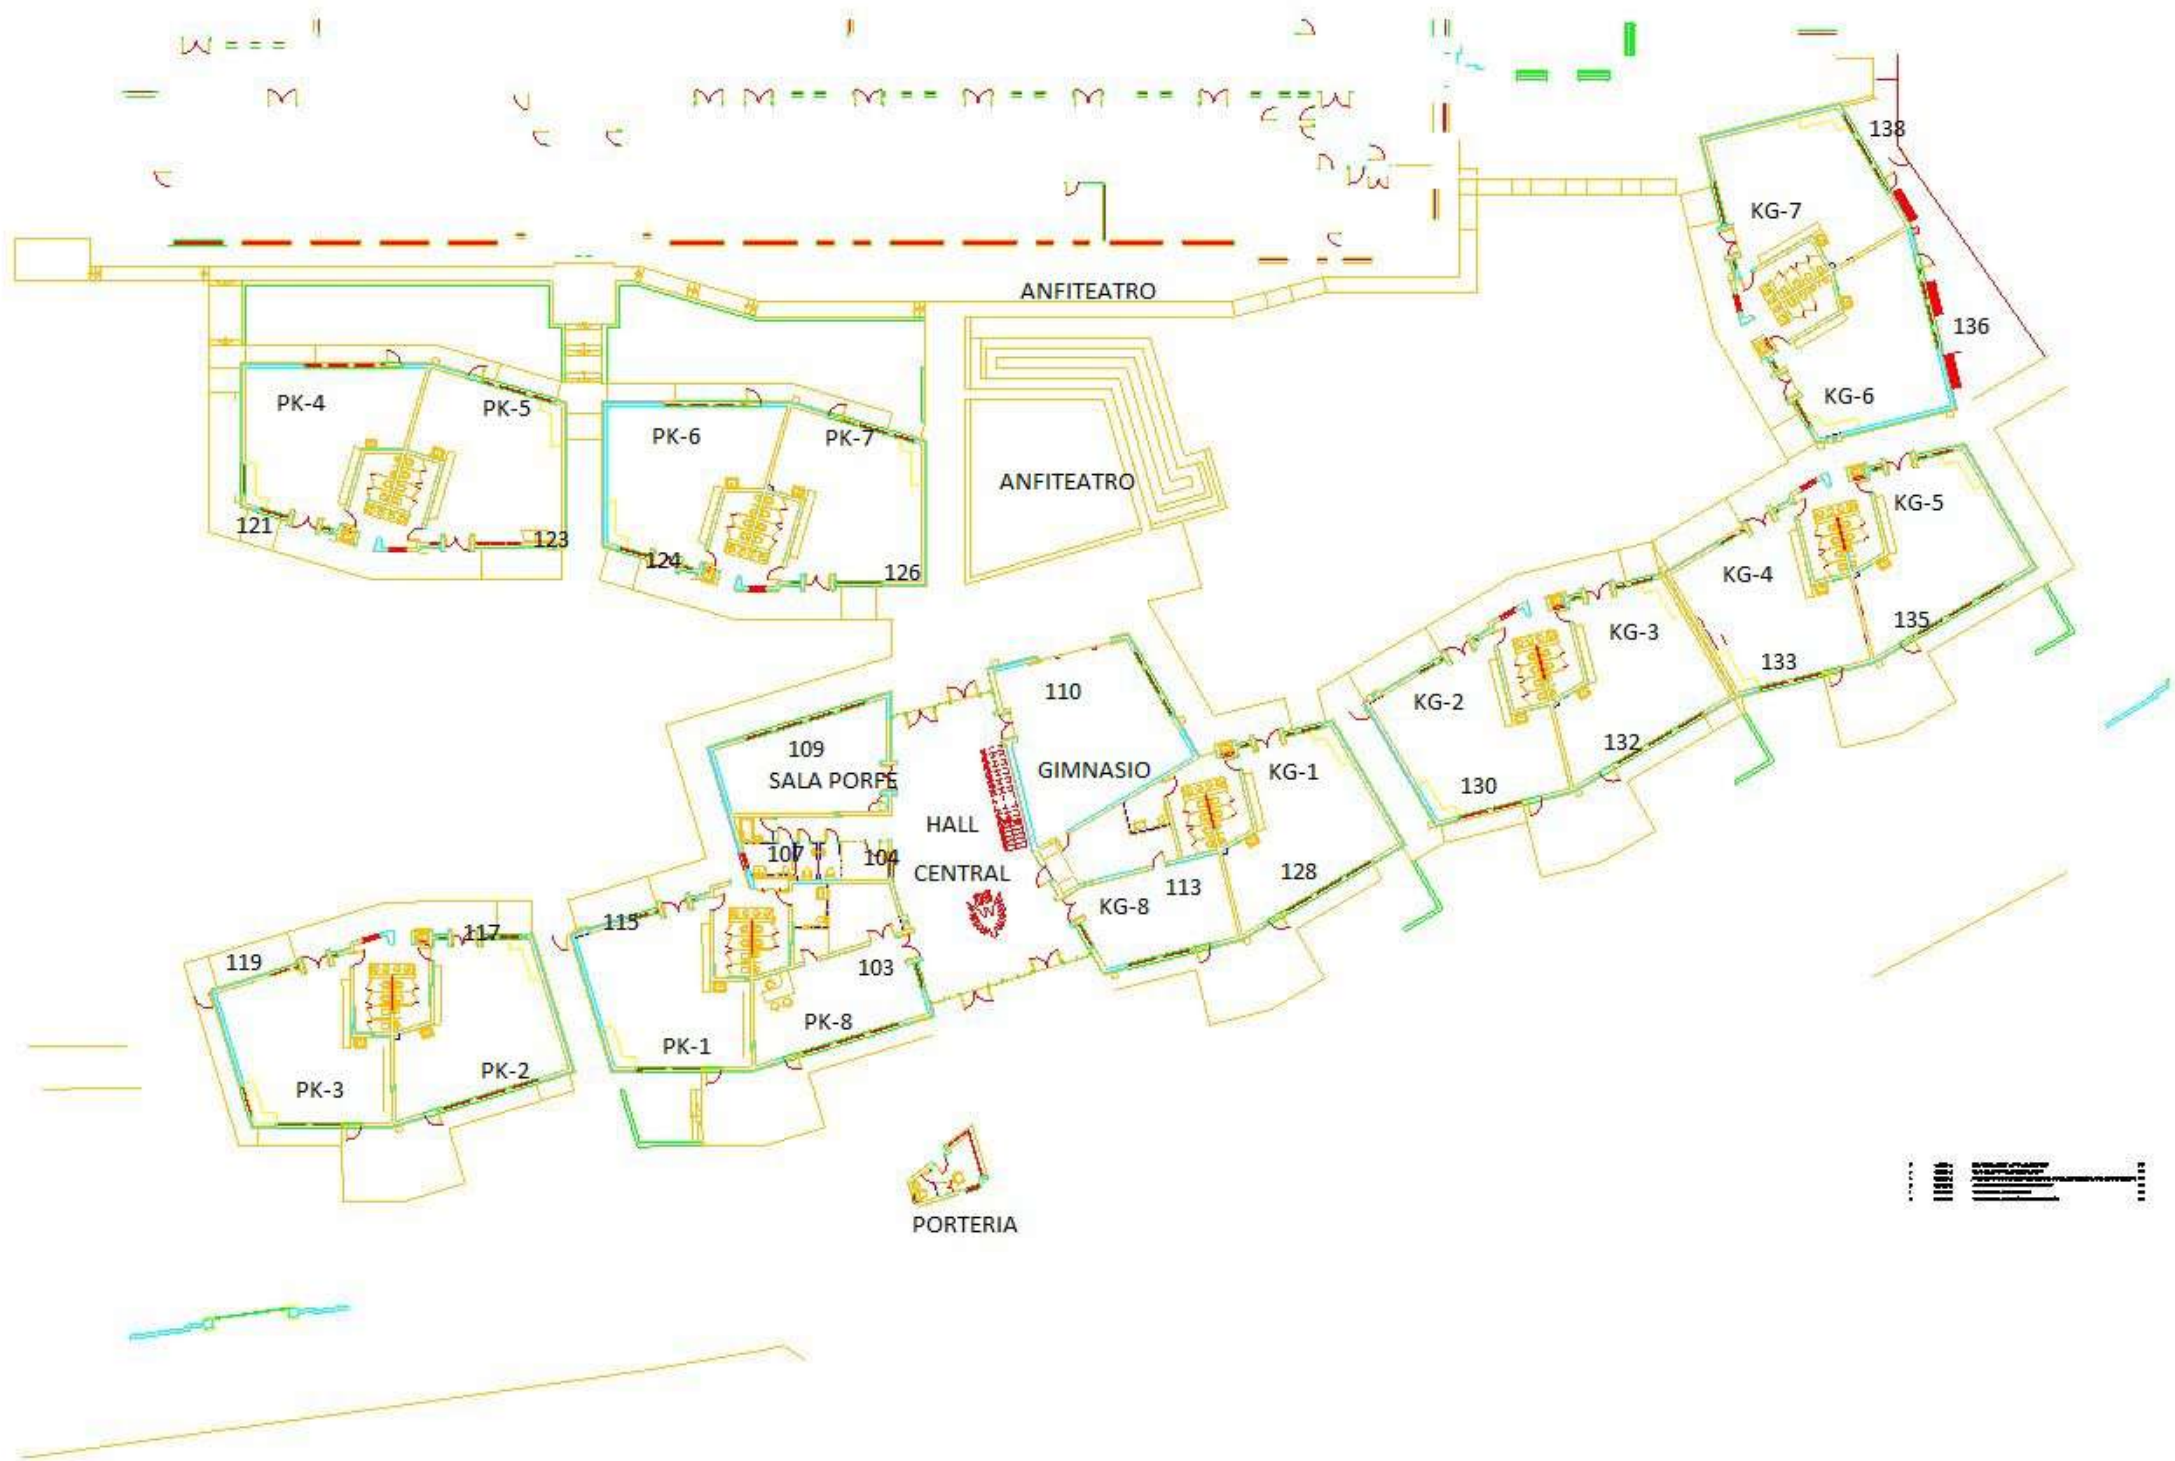 138
KG-7
ANFITEATRO
136
PK-4
PK-5
KG-6
PK-6
PK-7
ANFITEATRO
KG-5
121
123
124
126
KG-4
KG-3
135
133
110
KG-2
109
132
SALA PORFE
GIMNASIO
KG-1
130
HALL
107
104
CENTRAL
128
113
KG-8
W
115
117
119
103
PK-8
PK-1
PK-2
PK-3
PORTERIA